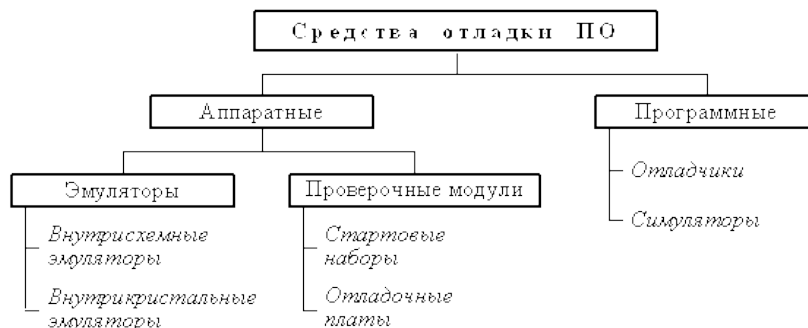 Средства отладки ПО
Аппаратные
Программные
Эмуляторы
Проверочные модули
Отладчики
Симуляторы
Внутрисхемные
эмуляторы
Внутрикристальные
эмуляторы
Стартовые
наборы
Отладочные
платы